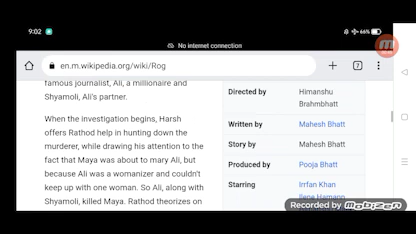 9:02
66%
No internet connection
en.m.wikipedia.org/wiki/Rog
7
famous journalist, Ali, a millionaire and
Shyamoli, Ali's partner.
When the investigation begins, Harsh
offers Rathod help in hunting down the
murderer, while drawing his attention to the
fact that Maya was about to mary Ali, but
because Ali was a womanizer and couldn't
keep up with one woman. So Ali, along with
Shyamoli, killed Maya. Rathod theorizes on
Directed by Himanshu
Brahmbhatt
Written by Mahesh Bhatt
Story by Mahesh Bhatt
Produced by Pooja Bhatt
Starring Irrfan Khan
Ilene Hamann
Recorded by MOBIZEN